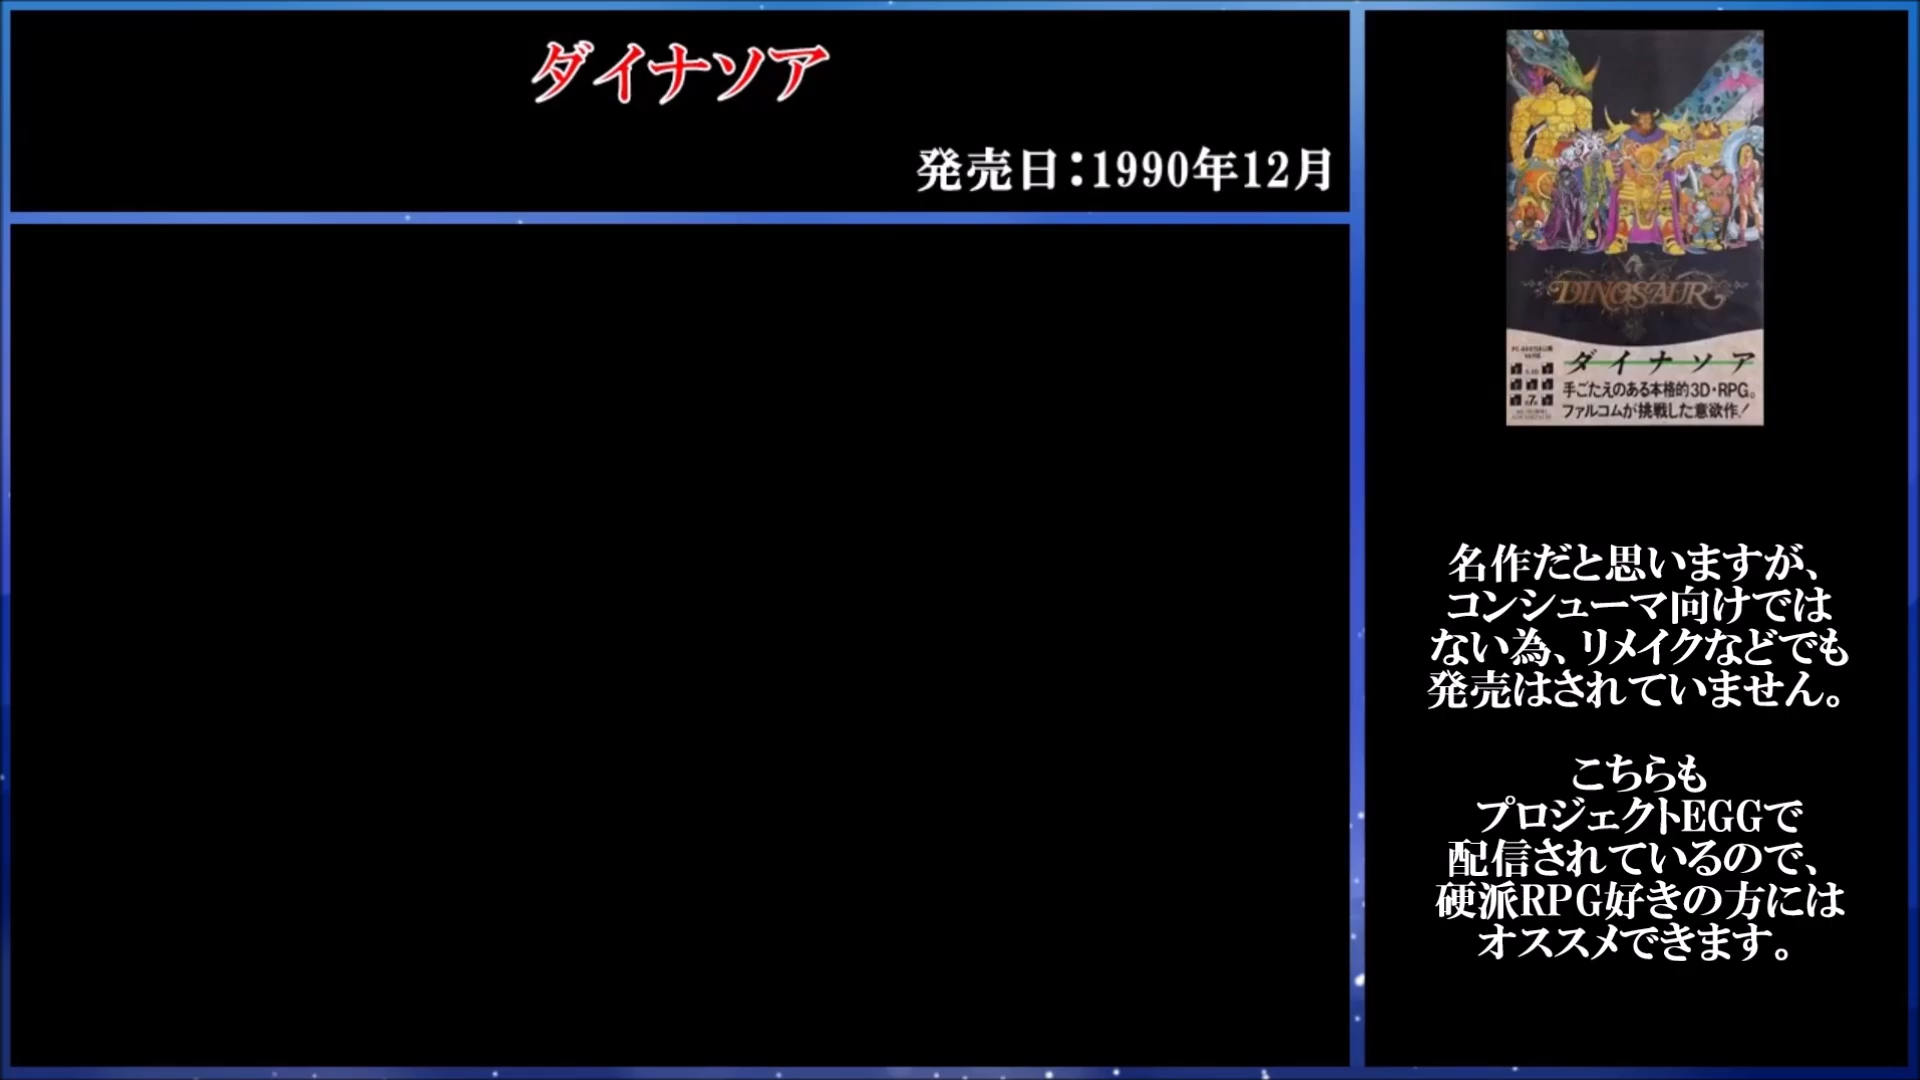 ダイナソア
発売日：1990年12月
DINOSAUR
ダイナソア
手ごたえのある本格的3D・RPG。
ファルコムが挑戦した意欲作！
名作だと思いますが、
コンシューマ向けでは
ない為、リメイクなどでも
発売はされていません。
こちらも
プロジェクトEGGで
配信されているので、
硬派RPG好きの方には
オススメできます。